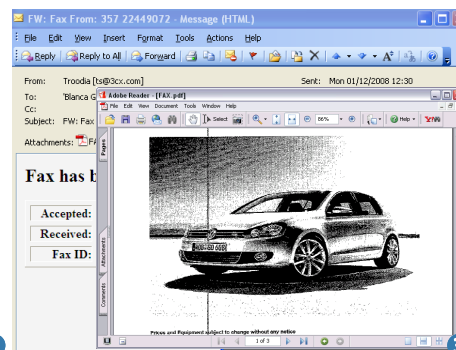 FW: Fax From: 357 22449072 - Message (HTML)
File Edit View Insert Format Tools Actions Help
Reply Reply to All Forward
From: Troodia [ts@3cx.com] Sent: Mon 01/12/2008 12:30
To: 'Blanca G
Cc:
Subject: FW: Fax
Attachments: FA
Adobe Reader - [FAX.pdf]
File Edit View Document Tools Window Help
Select 86% Help
Pages
Attachments
Comments
Fax has b
Accepted:
Received:
Fax ID:
Prices and Equipment subject to change without any notice
1 of 3